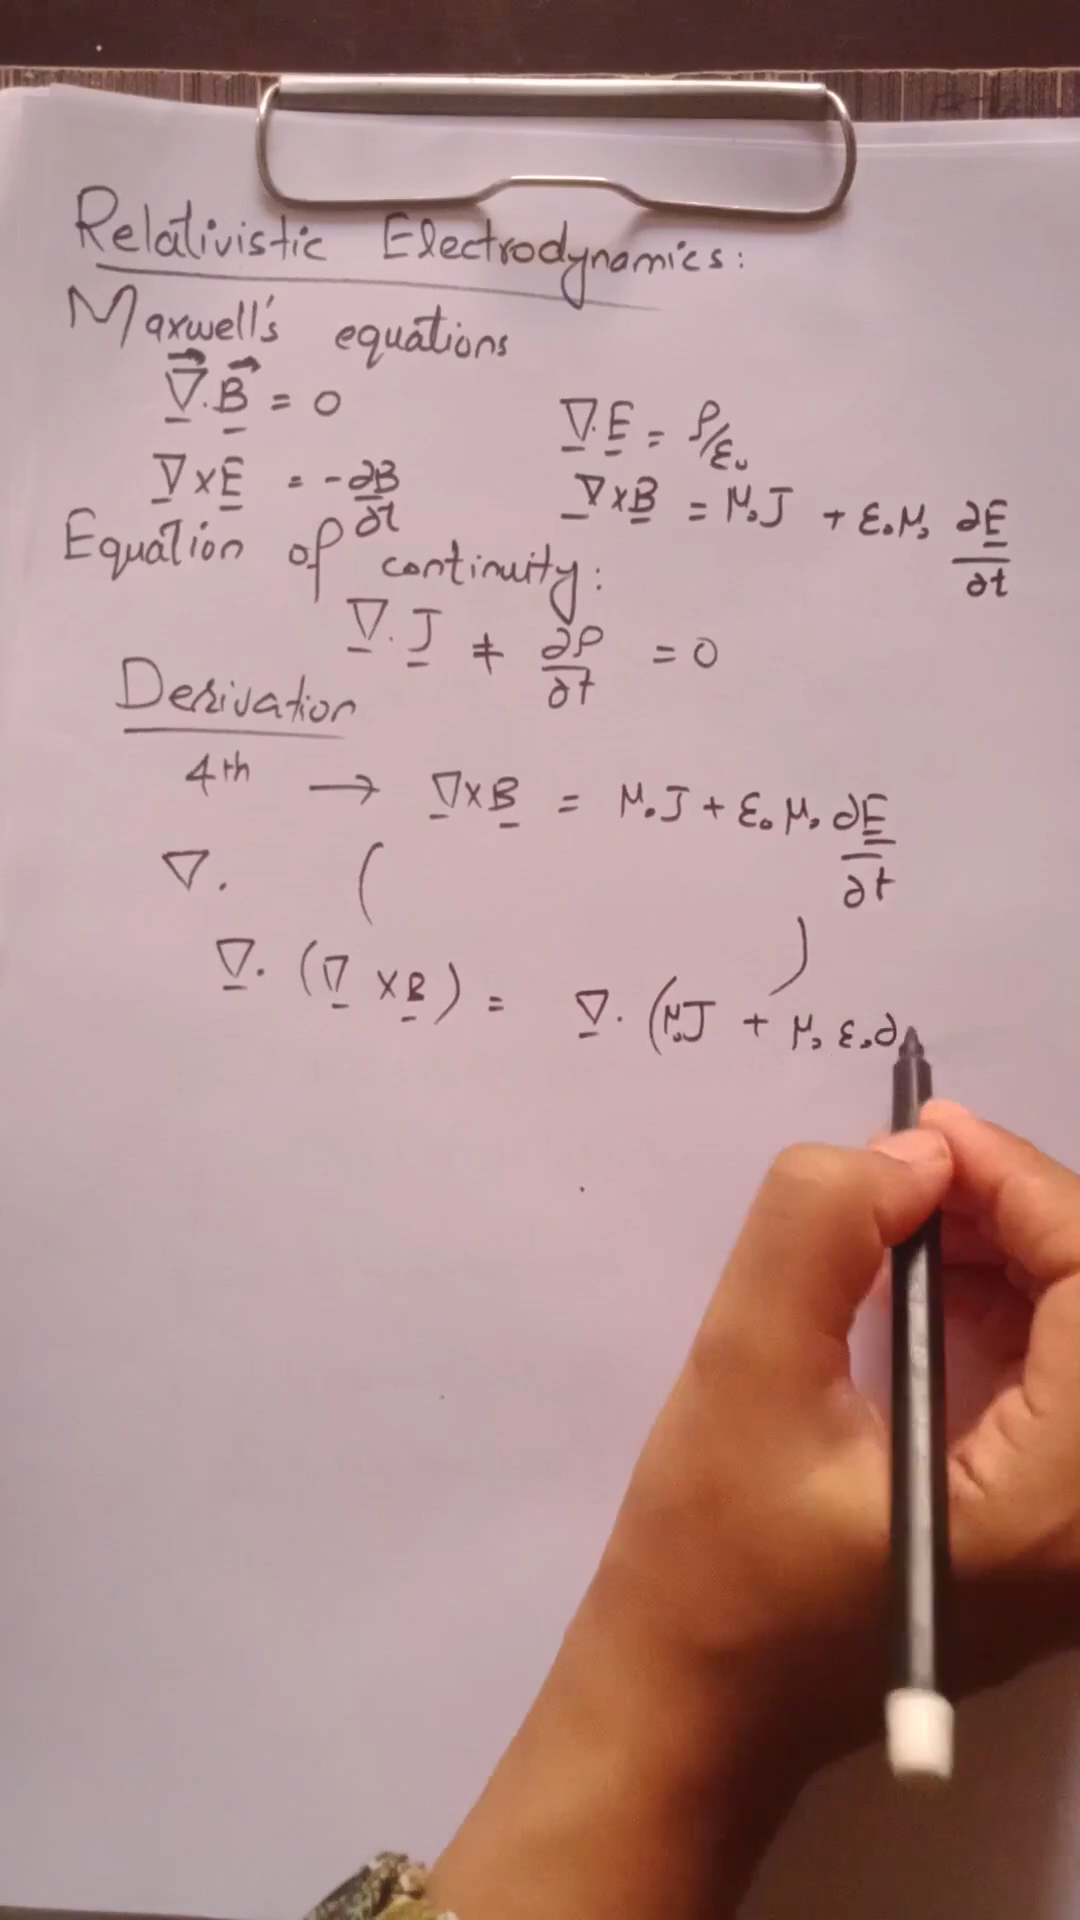 Relativistic Electrodynamics:
Maxwell's equations
∇⃗.B⃗ = 0
∇.E = ρ/ε₀
∇×E = -∂B/∂t
∇×B = μ₀J + ε₀μ₀ ∂E/∂t
Equation of continuity:
∇.J + ∂ρ/∂t = 0
Derivation
4th → ∇×B = μ₀J + ε₀μ₀ ∂E/∂t
∇. ( )
∇.(∇×B) = ∇.(μ₀J + μ₀ε₀∂